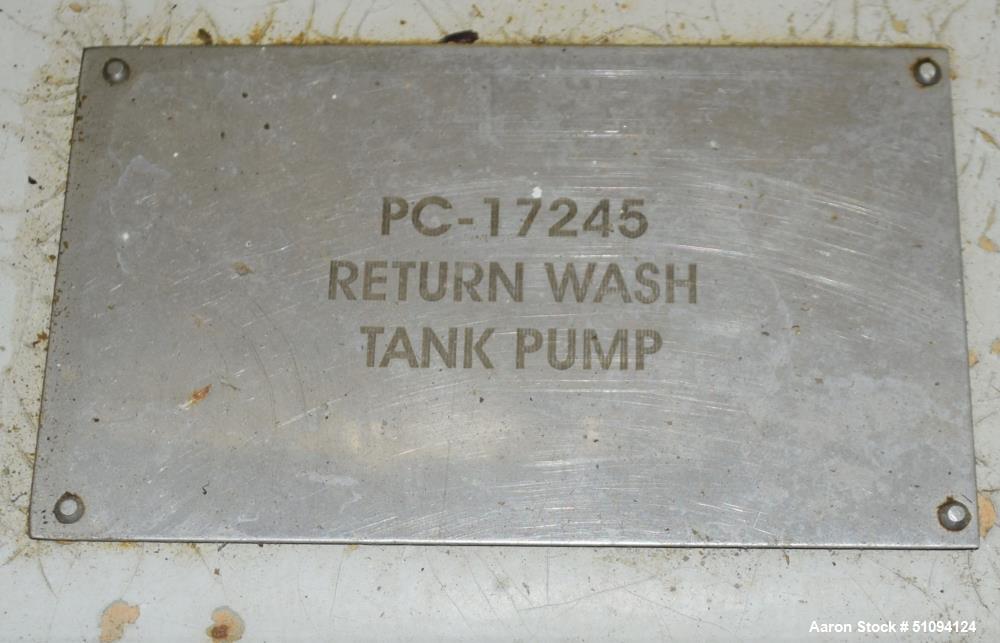 PC-17245
RETURN WASH
TANK PUMP
Aaron Stock # 51094124